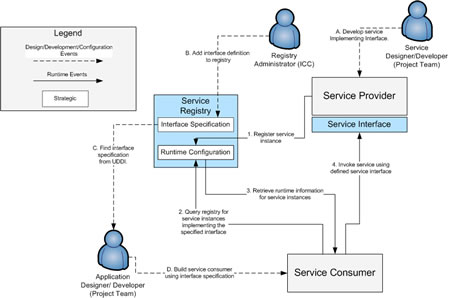 Legend
Design/Development/Configuration
Events
Runtime Events
Strategic
B. Add interface definition
to registry
Registry
Administrator (ICC)
A. Develop service
Implementing Interface.
Service
Designer/Developer
(Project Team)
Service
Registry
Interface Specification
Runtime Configuration
Service Provider
Service Interface
1. Register service
instance
C. Find interface
specification
from UDDI.
4. Invoke service using
defined service interface
3. Retrieve runtime information
for service instances
2. Query registry for
service instances
implementing the
specified interface
Application
Designer/ Developer
(Project Team)
D. Build service consumer
using interface specification
Service Consumer